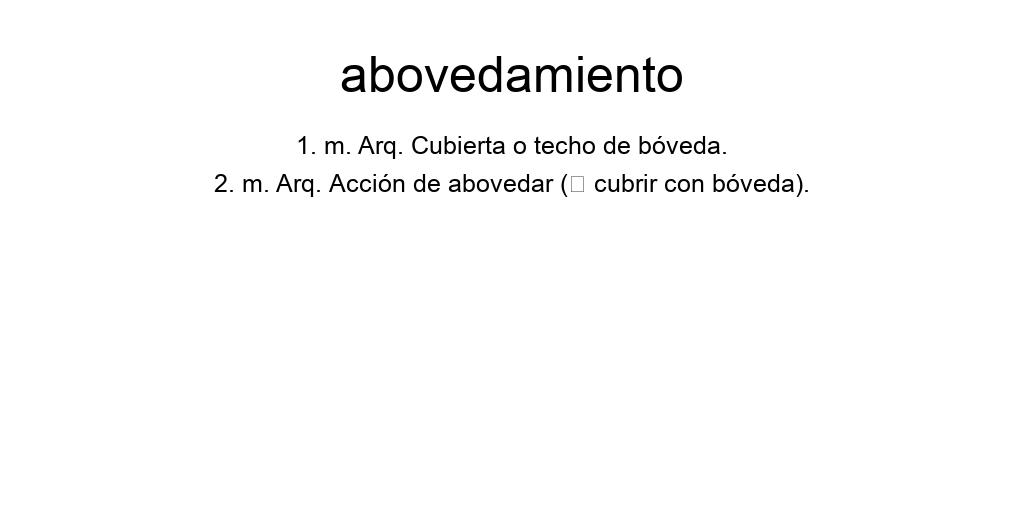 abovedamiento
1. m. Arq. Cubierta o techo de bóveda.
2. m. Arq. Acción de abovedar (□ cubrir con bóveda).